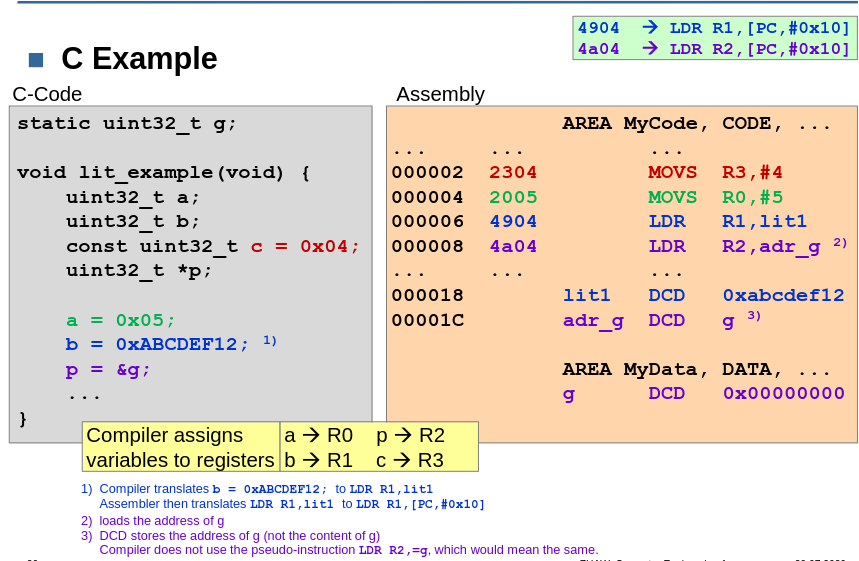 4904 → LDR R1,[PC,#0x10]
4a04 → LDR R2,[PC,#0x10]
C Example
C-Code
static uint32_t g;
void lit_example(void) {
uint32_t a;
uint32_t b;
const uint32_t c = 0x04;
uint32_t *p;
a = 0x05;
b = 0xABCDEF12; 1)
p = &g;
...
}
Assembly
AREA MyCode, CODE, ...
... ... ...
000002 2304 MOVS R3,#4
000004 2005 MOVS R0,#5
000006 4904 LDR R1,lit1
000008 4a04 LDR R2,adr_g 2)
... ... ...
000018 lit1 DCD 0xabcdef12
00001C adr_g DCD g 3)
AREA MyData, DATA, ...
g DCD 0x00000000
Compiler assigns a → R0 p → R2
variables to registers b → R1 c → R3
1) Compiler translates b = 0xABCDEF12; to LDR R1,lit1
Assembler then translates LDR R1,lit1 to LDR R1,[PC,#0x10]
2) loads the address of g
3) DCD stores the address of g (not the content of g)
Compiler does not use the pseudo-instruction LDR R2,=g, which would mean the same.